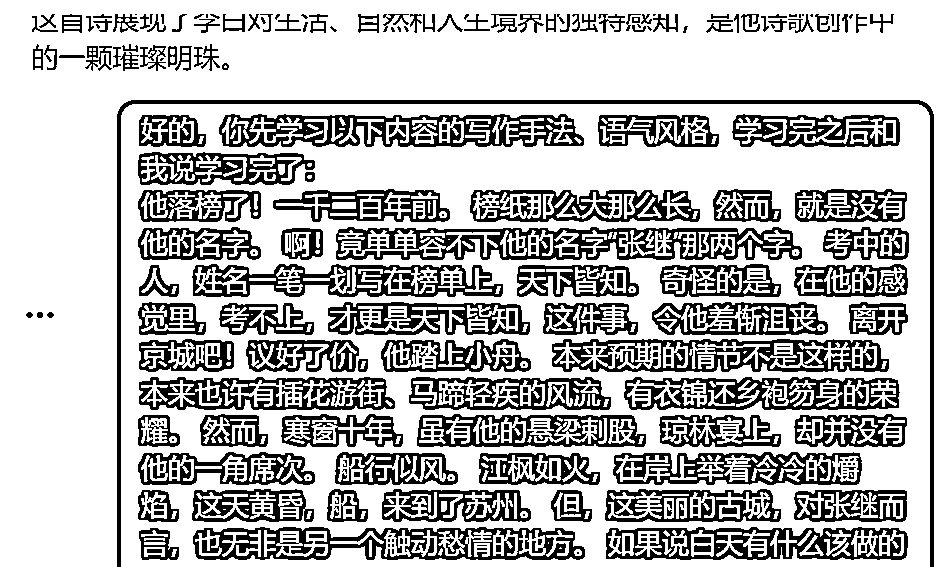 这首诗展现了李白对生活、自然和人生境界的独特感知，是他诗歌创作中
的一颗璀璨明珠。
好的，你先学习以下内容的写作手法、语气风格，学习完之后和
我说学习完了：
他落榜了！一千二百年前。 榜纸那么大那么长，然而，就是没有
他的名字。 啊！竟单单容不下他的名字“张继”那两个字。 考中的
人，姓名一笔一划写在榜单上，天下皆知。 奇怪的是，在他的感
觉里，考不上，才更是天下皆知，这件事，令他羞惭沮丧。 离开
京城吧！议好了价，他踏上小舟。 本来预期的情节不是这样的，
本来也许有插花游街、马蹄轻疾的风流，有衣锦还乡袍笏身的荣
耀。 然而，寒窗十年，虽有他的悬梁刺股，琼林宴上，却并没有
他的一角席次。 船行似风。 江枫如火，在岸上举着冷冷的爝
焰，这天黄昏，船，来到了苏州。 但，这美丽的古城，对张继而
言，也无非是另一个触动愁情的地方。 如果说白天有什么该做的